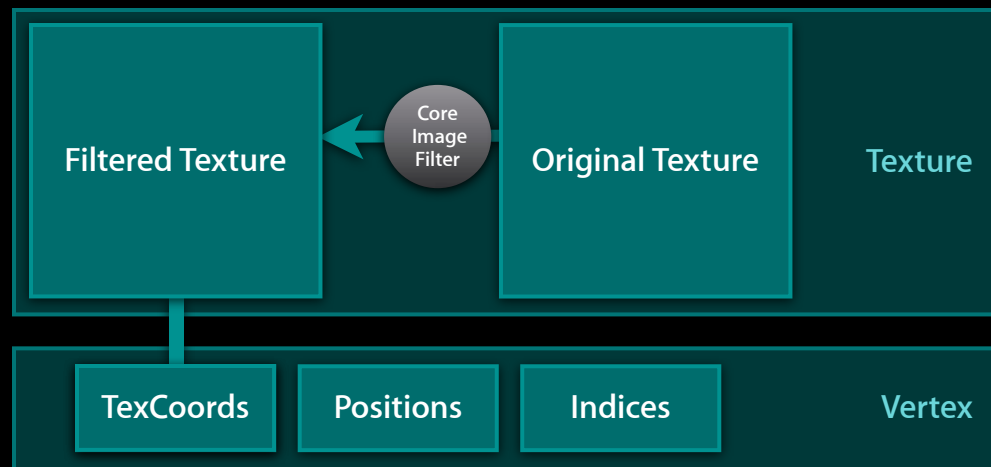 Filtered Texture
Core
Image
Filter
Original Texture
Texture
TexCoords
Positions
Indices
Vertex